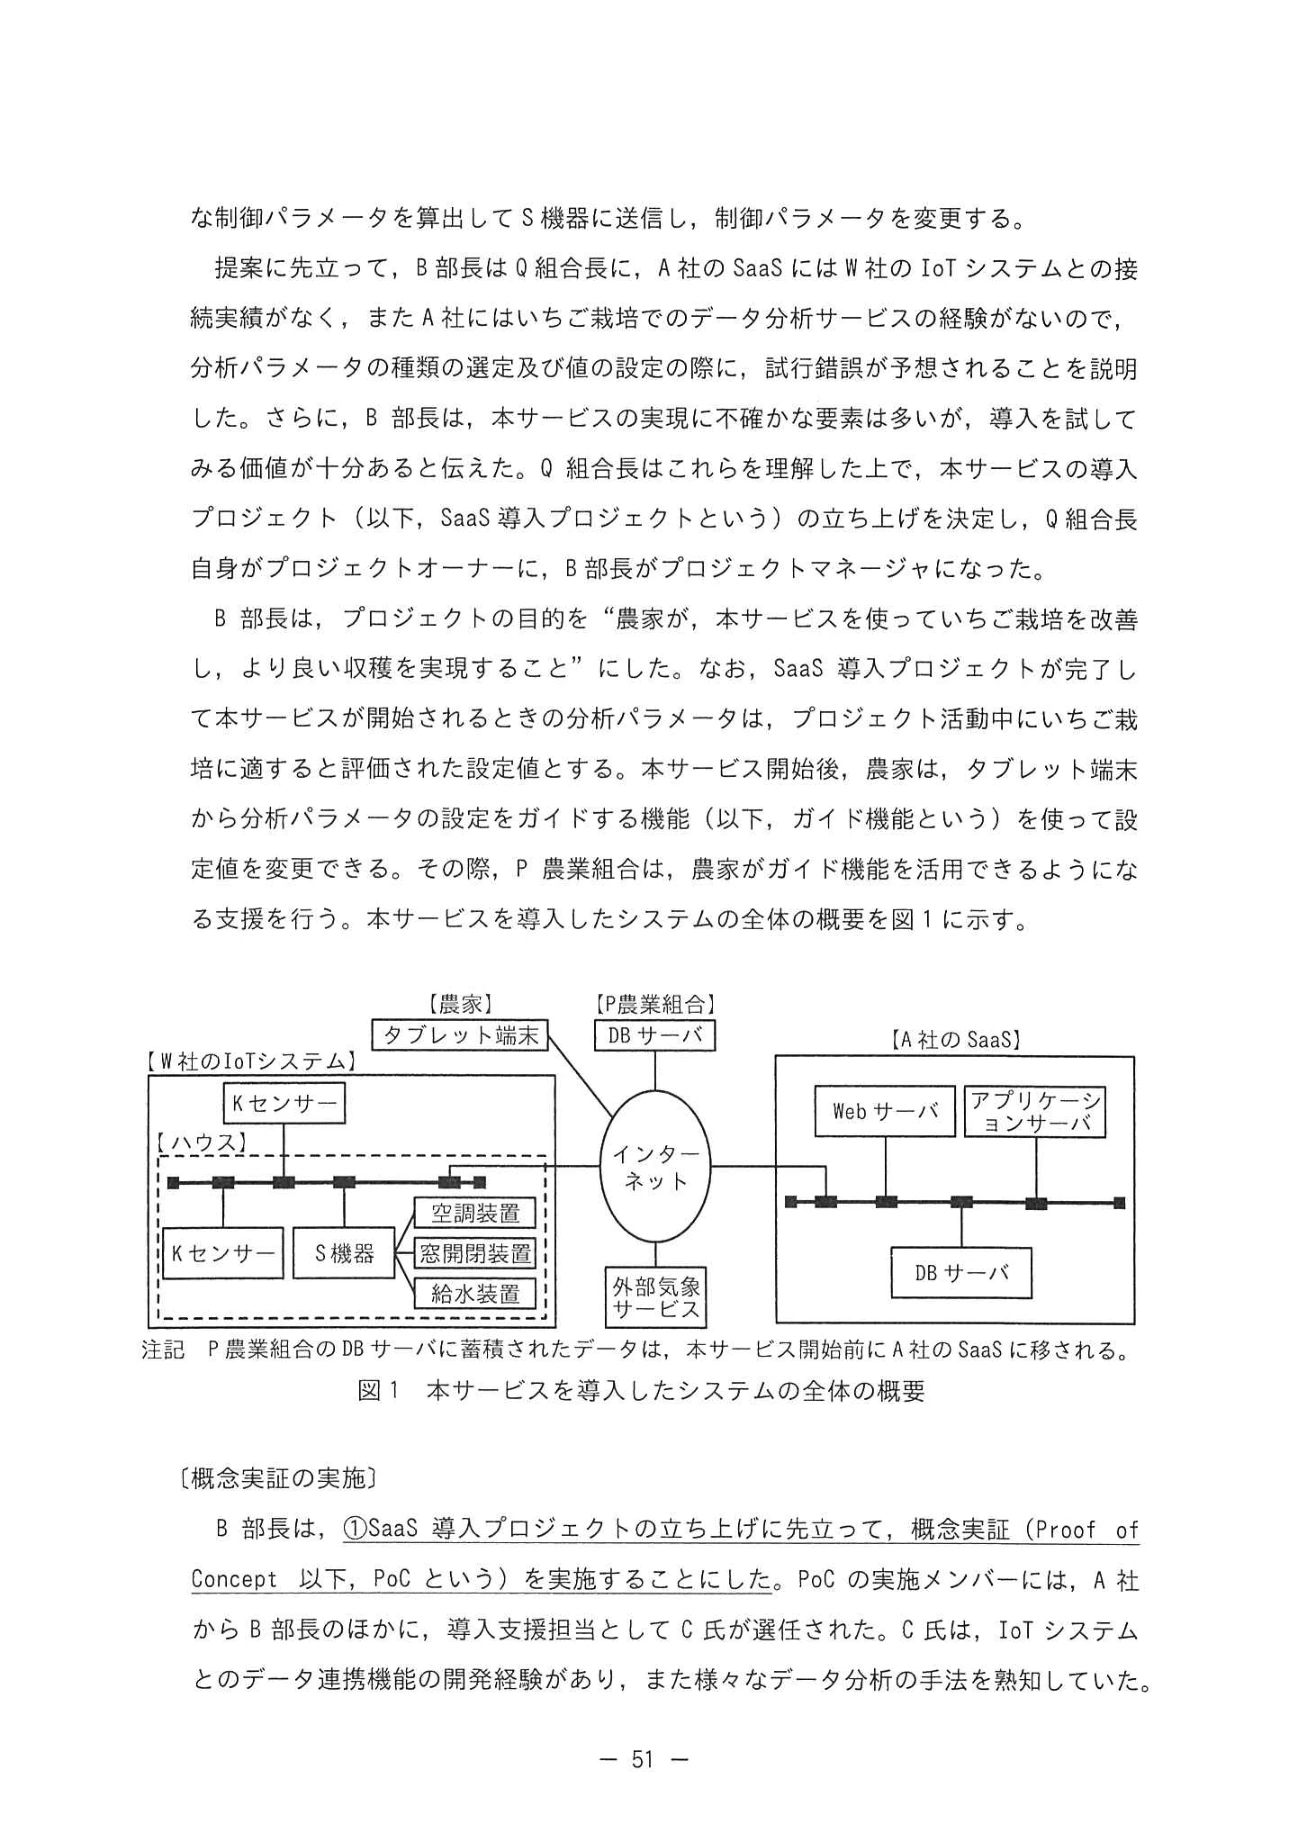 な制御パラメータを算出してS機器に送信し，制御パラメータを変更する。
提案に先立って，B部長はQ組合長に，A社のSaaSにはW社のIoTシステムとの接
続実績がなく，またA社にはいちご栽培でのデータ分析サービスの経験がないので，
分析パラメータの種類の選定及び値の設定の際に，試行錯誤が予想されることを説明
した。さらに，B 部長は，本サービスの実現に不確かな要素は多いが，導入を試して
みる価値が十分あると伝えた。Q 組合長はこれらを理解した上で，本サービスの導入
プロジェクト（以下，SaaS導入プロジェクトという）の立ち上げを決定し，Q組合長
自身がプロジェクトオーナーに，B部長がプロジェクトマネージャになった。
B 部長は，プロジェクトの目的を“農家が，本サービスを使っていちご栽培を改善
し，より良い収穫を実現すること”にした。なお，SaaS 導入プロジェクトが完了し
て本サービスが開始されるときの分析パラメータは，プロジェクト活動中にいちご栽
培に適すると評価された設定値とする。本サービス開始後，農家は，タブレット端末
から分析パラメータの設定をガイドする機能（以下，ガイド機能という）を使って設
定値を変更できる。その際，P 農業組合は，農家がガイド機能を活用できるようにな
る支援を行う。本サービスを導入したシステムの全体の概要を図1に示す。
【農家】
タブレット端末
【P農業組合】
DBサーバ
【W社のIoTシステム】
Kセンサー
【ハウス】
Kセンサー
S機器
空調装置
窓開閉装置
給水装置
インター
ネット
外部気象
サービス
【A社のSaaS】
Webサーバ
アプリケーシ
ョンサーバ
DBサーバ
注記　P農業組合のDBサーバに蓄積されたデータは，本サービス開始前にA社のSaaSに移される。
図1　本サービスを導入したシステムの全体の概要
〔概念実証の実施〕
B 部長は，①SaaS 導入プロジェクトの立ち上げに先立って，概念実証（Proof of
Concept 以下，PoC という）を実施することにした。PoC の実施メンバーには，A 社
から B 部長のほかに，導入支援担当として C 氏が選任された。C 氏は，IoT システム
とのデータ連携機能の開発経験があり，また様々なデータ分析の手法を熟知していた。
― 51 ―